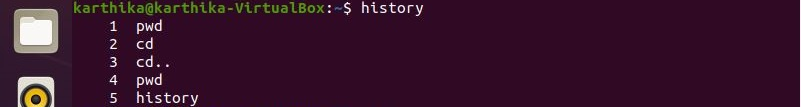 karthika@karthika-VirtualBox:~$ history
1 pwd
2 cd
3 cd..
4 pwd
5 history